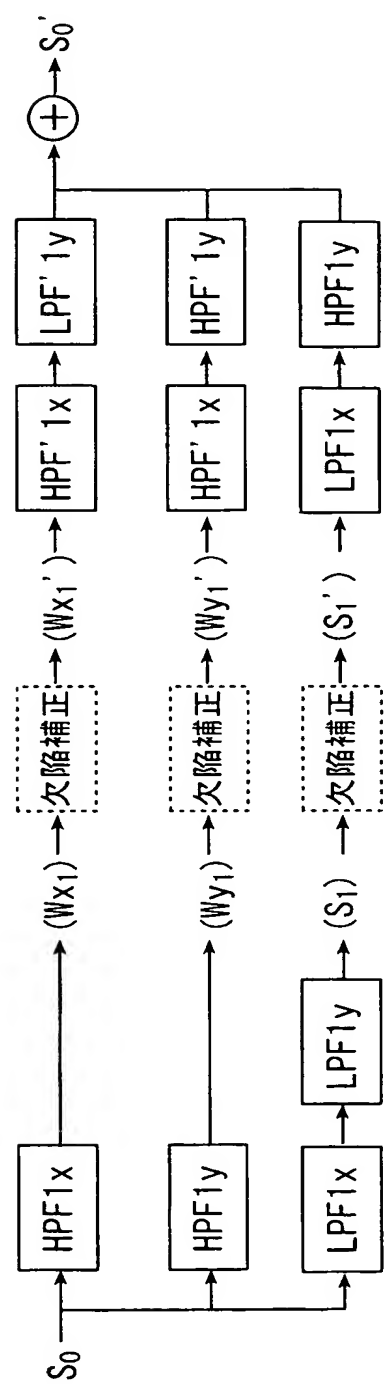 S₀
HPF1x
(Wx₁)
欠陥補正
(Wx₁')
HPF'1x
LPF'1y
+
S₀'
HPF1y
(Wy₁)
欠陥補正
(Wy₁')
HPF'1x
HPF'1y
LPF1x
LPF1y
(S₁)
欠陥補正
(S₁')
LPF1x
HPF1y